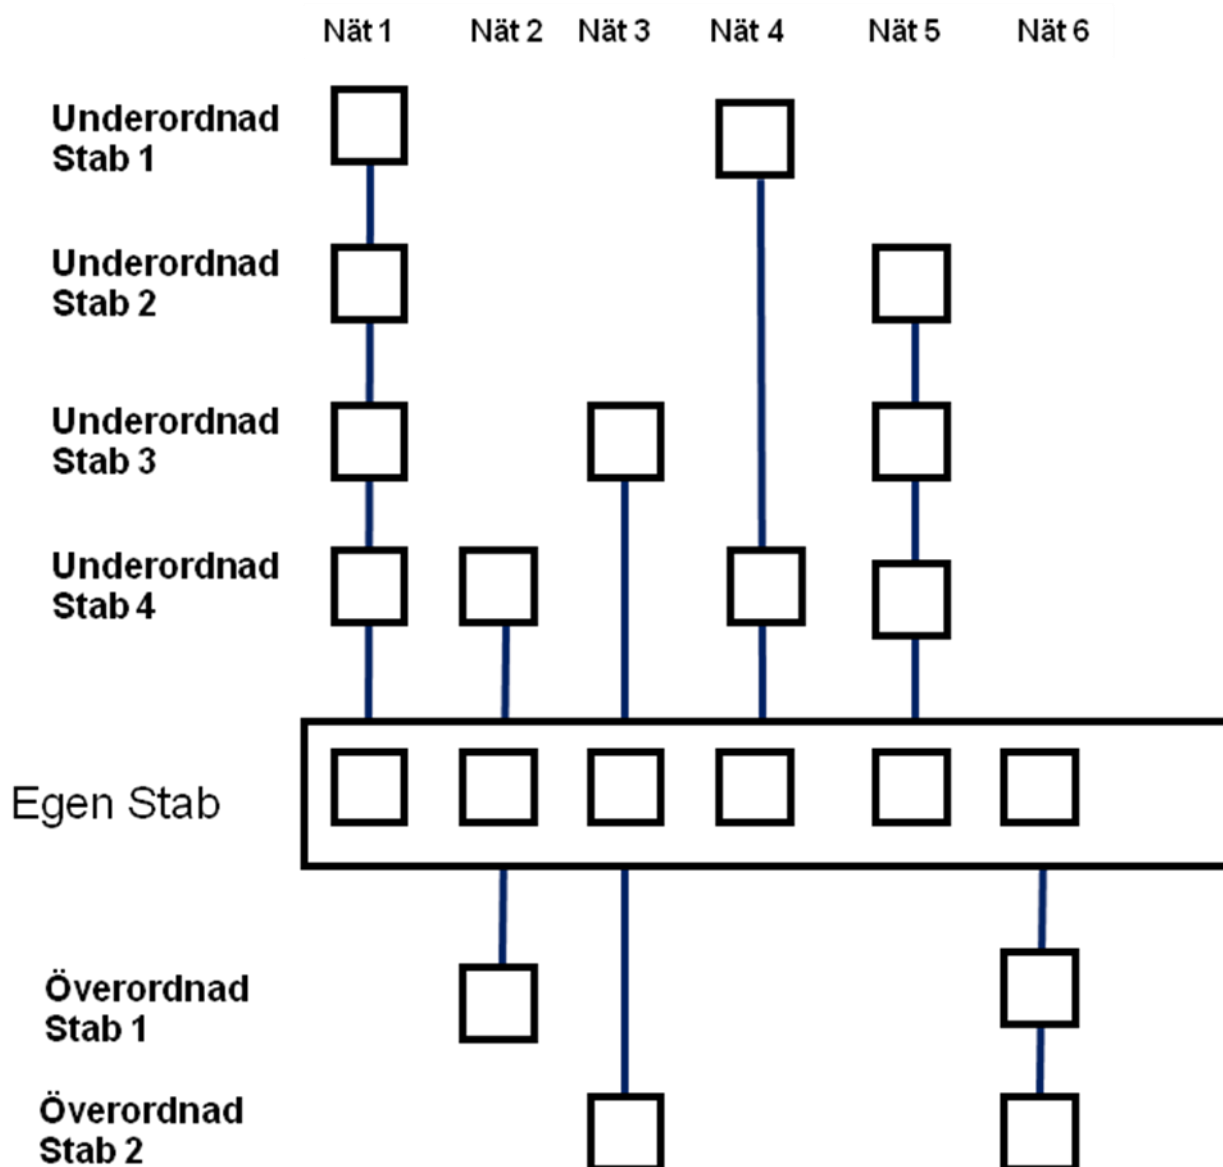 Nät 1 Nät 2 Nät 3 Nät 4 Nät 5 Nät 6
Underordnad
Stab 1
Underordnad
Stab 2
Underordnad
Stab 3
Underordnad
Stab 4
Egen Stab
Överordnad
Stab 1
Överordnad
Stab 2